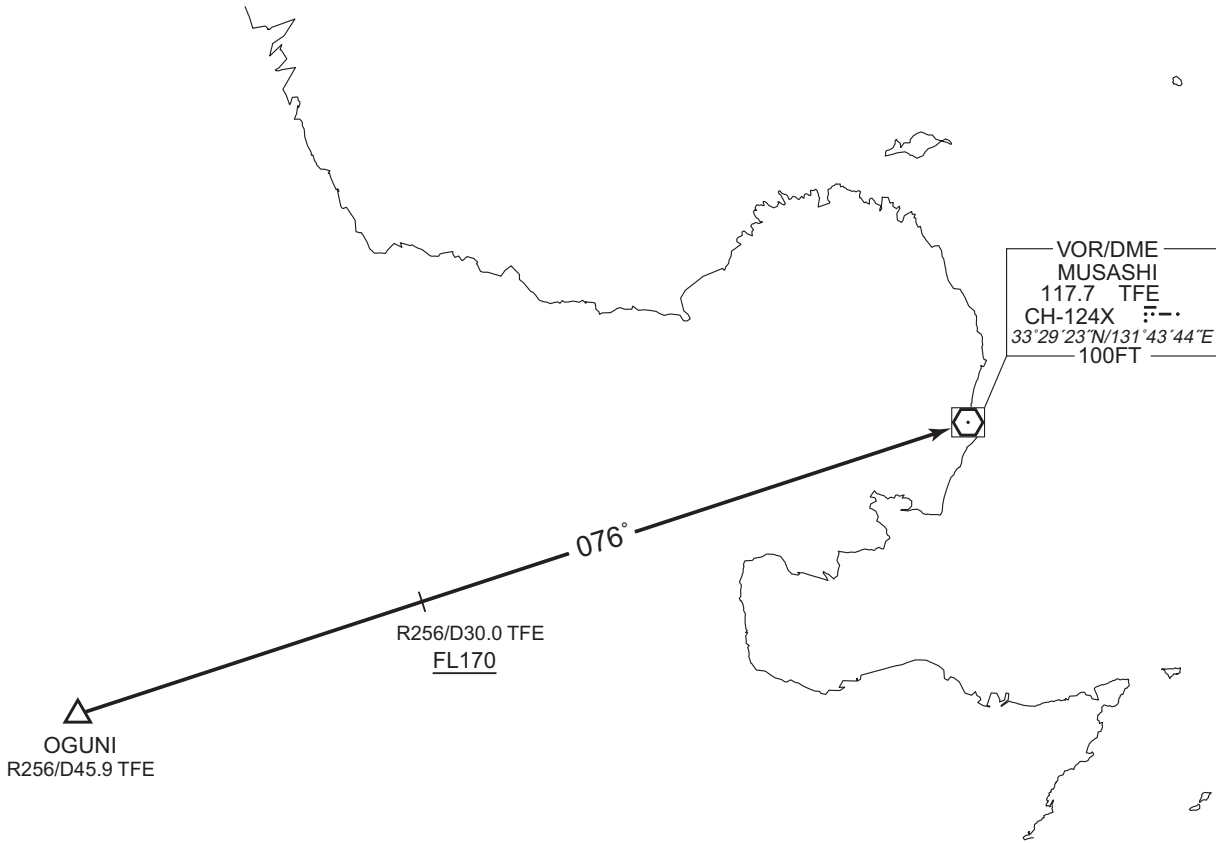 VOR/DME
MUSASHI
117.7 TFE
CH-124X
33°29´23˝N/131°43´44˝E
100FT
076°
R256/D30.0 TFE
FL170
OGUNI
R256/D45.9 TFE